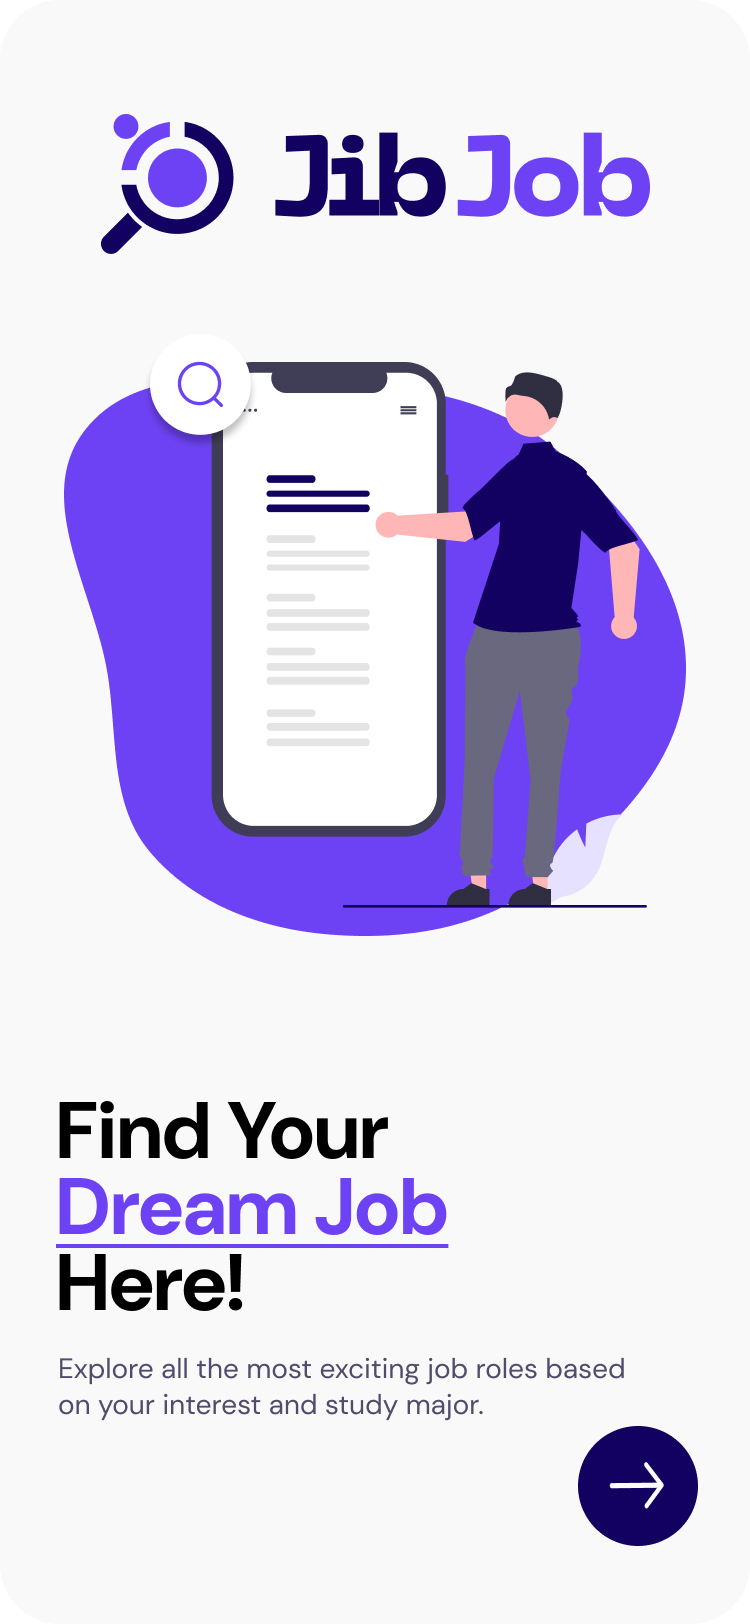 Jib Job
Find Your
Dream Job
Here!
Explore all the most exciting job roles based
on your interest and study major.